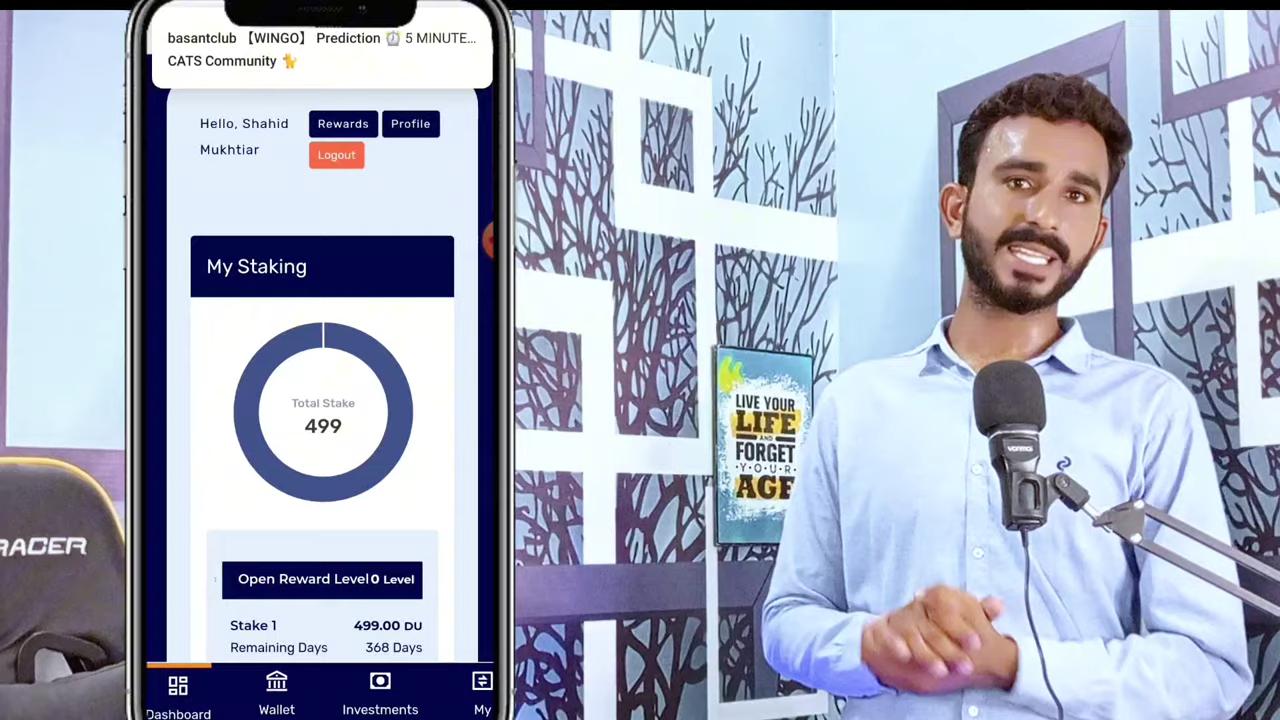 basantclub 【WINGO】 Prediction ⏰ 5 MINUTE...
CATS Community 🐈
Hello, Shahid
Mukhtiar
Rewards
Profile
Logout
My Staking
Total Stake
499
Open Reward Level0 Level
Stake 1 499.00 DU
Remaining Days 368 Days
Dashboard
Wallet
Investments
My
LIVE YOUR
LIFE
AND
FORGET
YOUR
AGE
RACER